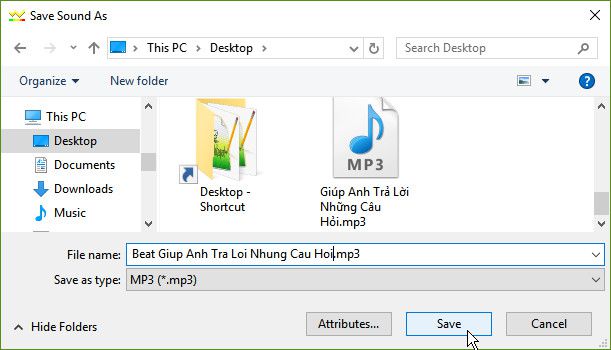 Save Sound As
This PC
Desktop
Search Desktop
Organize
New folder
This PC
Desktop
Documents
Downloads
Music
MP3
Desktop -
Shortcut
Giúp Anh Trả Lời
Những Câu
Hỏi.mp3
File name:
Beat Giup Anh Tra Loi Nhung Cau Hoi.mp3
Save as type:
MP3 (*.mp3)
Hide Folders
Attributes...
Save
Cancel